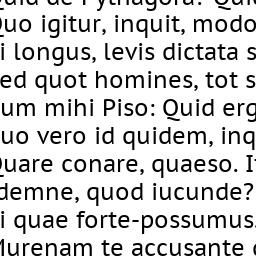 uid de Pythagora? Quid
Quo igitur, inquit, modo
i longus, levis dictata s
ed quot homines, tot s
um mihi Piso: Quid erg
uo vero id quidem, inq
Quare conare, quaeso. I
demne, quod iucunde?
i quae forte-possumus.
Murenam te accusante